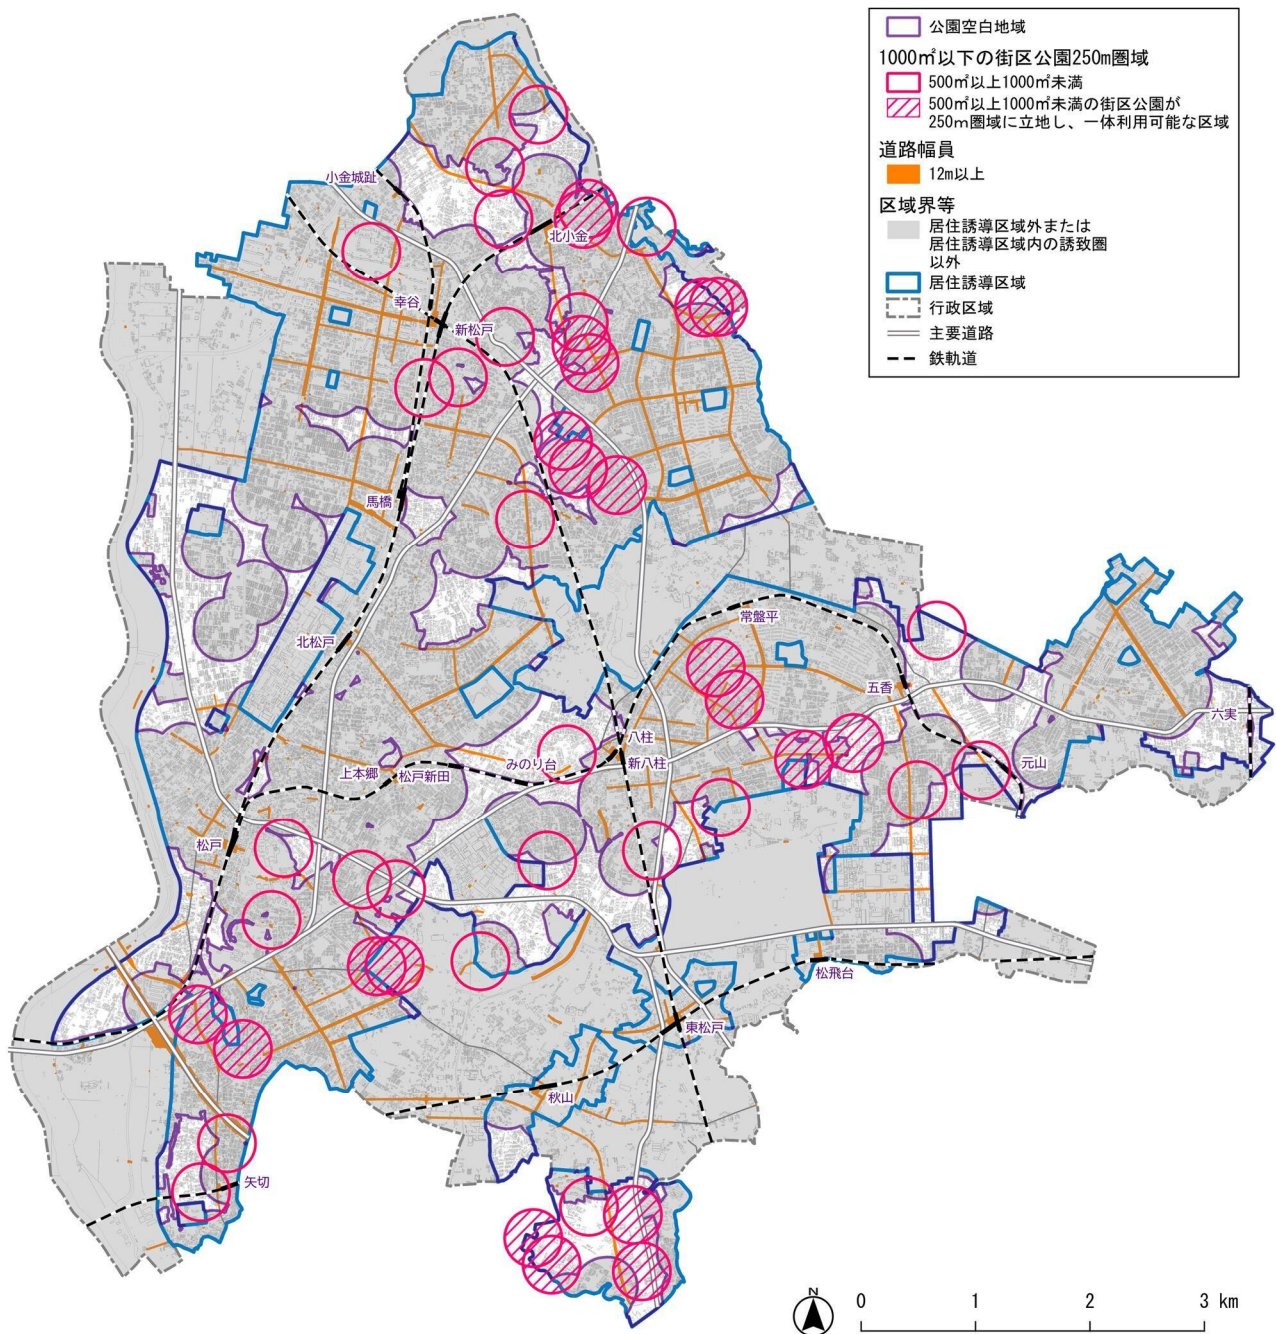 公園空白地域
1000㎡以下の街区公園250m圏域
500㎡以上1000㎡未満
500㎡以上1000㎡未満の街区公園が
250m圏域に立地し、一体利用可能な区域
道路幅員
12m以上
区域界等
居住誘導区域外または
居住誘導区域内の誘致圏
以外
居住誘導区域
行政区域
主要道路
鉄軌道
小金城趾
北小金
幸谷
新松戸
馬橋
北松戸
常盤平
五香
六実
元山
八柱
みのり台
新八柱
上本郷
松戸新田
松戸
松飛台
東松戸
秋山
矢切
N
0 1 2 3 km